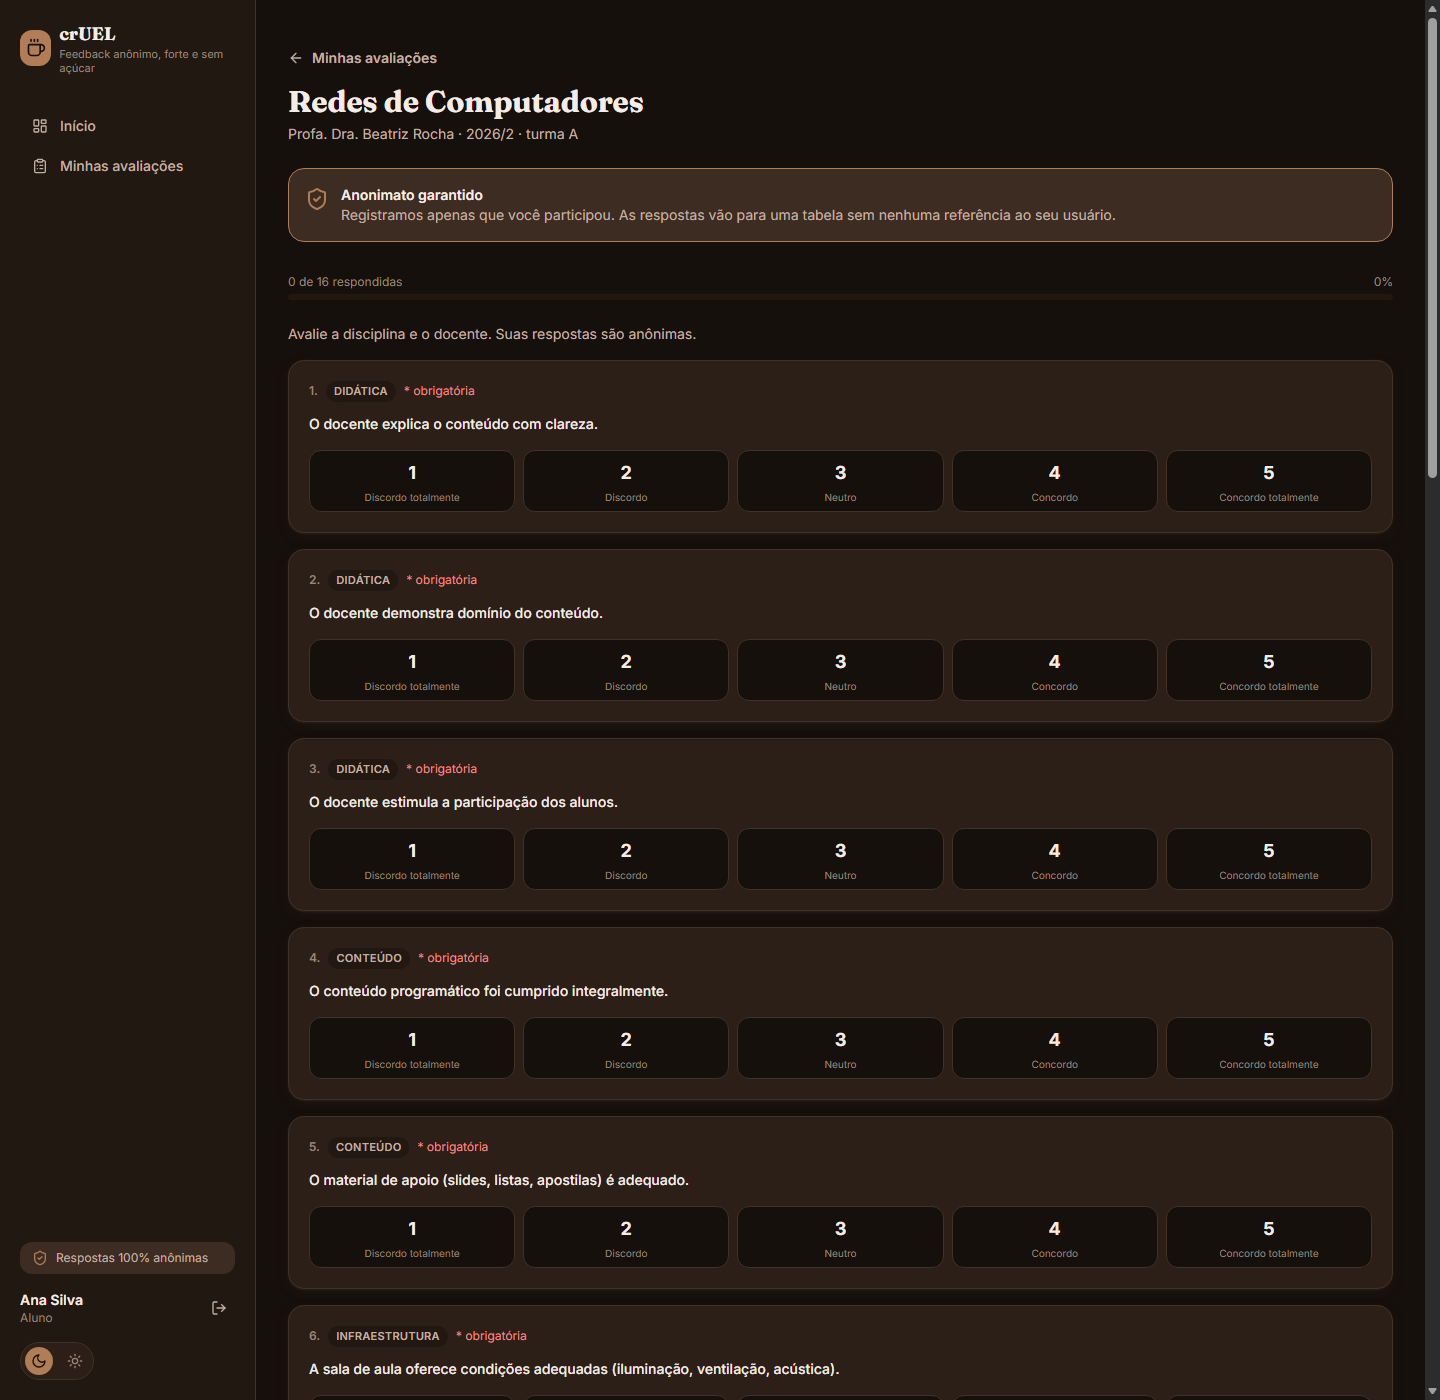 crUEL
Feedback anônimo, forte e sem
açúcar
Início
Minhas avaliações
Respostas 100% anônimas
Ana Silva
Aluno
Minhas avaliações
Redes de Computadores
Profa. Dra. Beatriz Rocha · 2026/2 · turma A
Anonimato garantido
Registramos apenas que você participou. As respostas vão para uma tabela sem nenhuma referência ao seu usuário.
0 de 16 respondidas 0%
Avalie a disciplina e o docente. Suas respostas são anônimas.
1. DIDÁTICA * obrigatória
O docente explica o conteúdo com clareza.
1 2 3 4 5
Discordo totalmente Discordo Neutro Concordo Concordo totalmente
2. DIDÁTICA * obrigatória
O docente demonstra domínio do conteúdo.
1 2 3 4 5
Discordo totalmente Discordo Neutro Concordo Concordo totalmente
3. DIDÁTICA * obrigatória
O docente estimula a participação dos alunos.
1 2 3 4 5
Discordo totalmente Discordo Neutro Concordo Concordo totalmente
4. CONTEÚDO * obrigatória
O conteúdo programático foi cumprido integralmente.
1 2 3 4 5
Discordo totalmente Discordo Neutro Concordo Concordo totalmente
5. CONTEÚDO * obrigatória
O material de apoio (slides, listas, apostilas) é adequado.
1 2 3 4 5
Discordo totalmente Discordo Neutro Concordo Concordo totalmente
6. INFRAESTRUTURA * obrigatória
A sala de aula oferece condições adequadas (iluminação, ventilação, acústica).